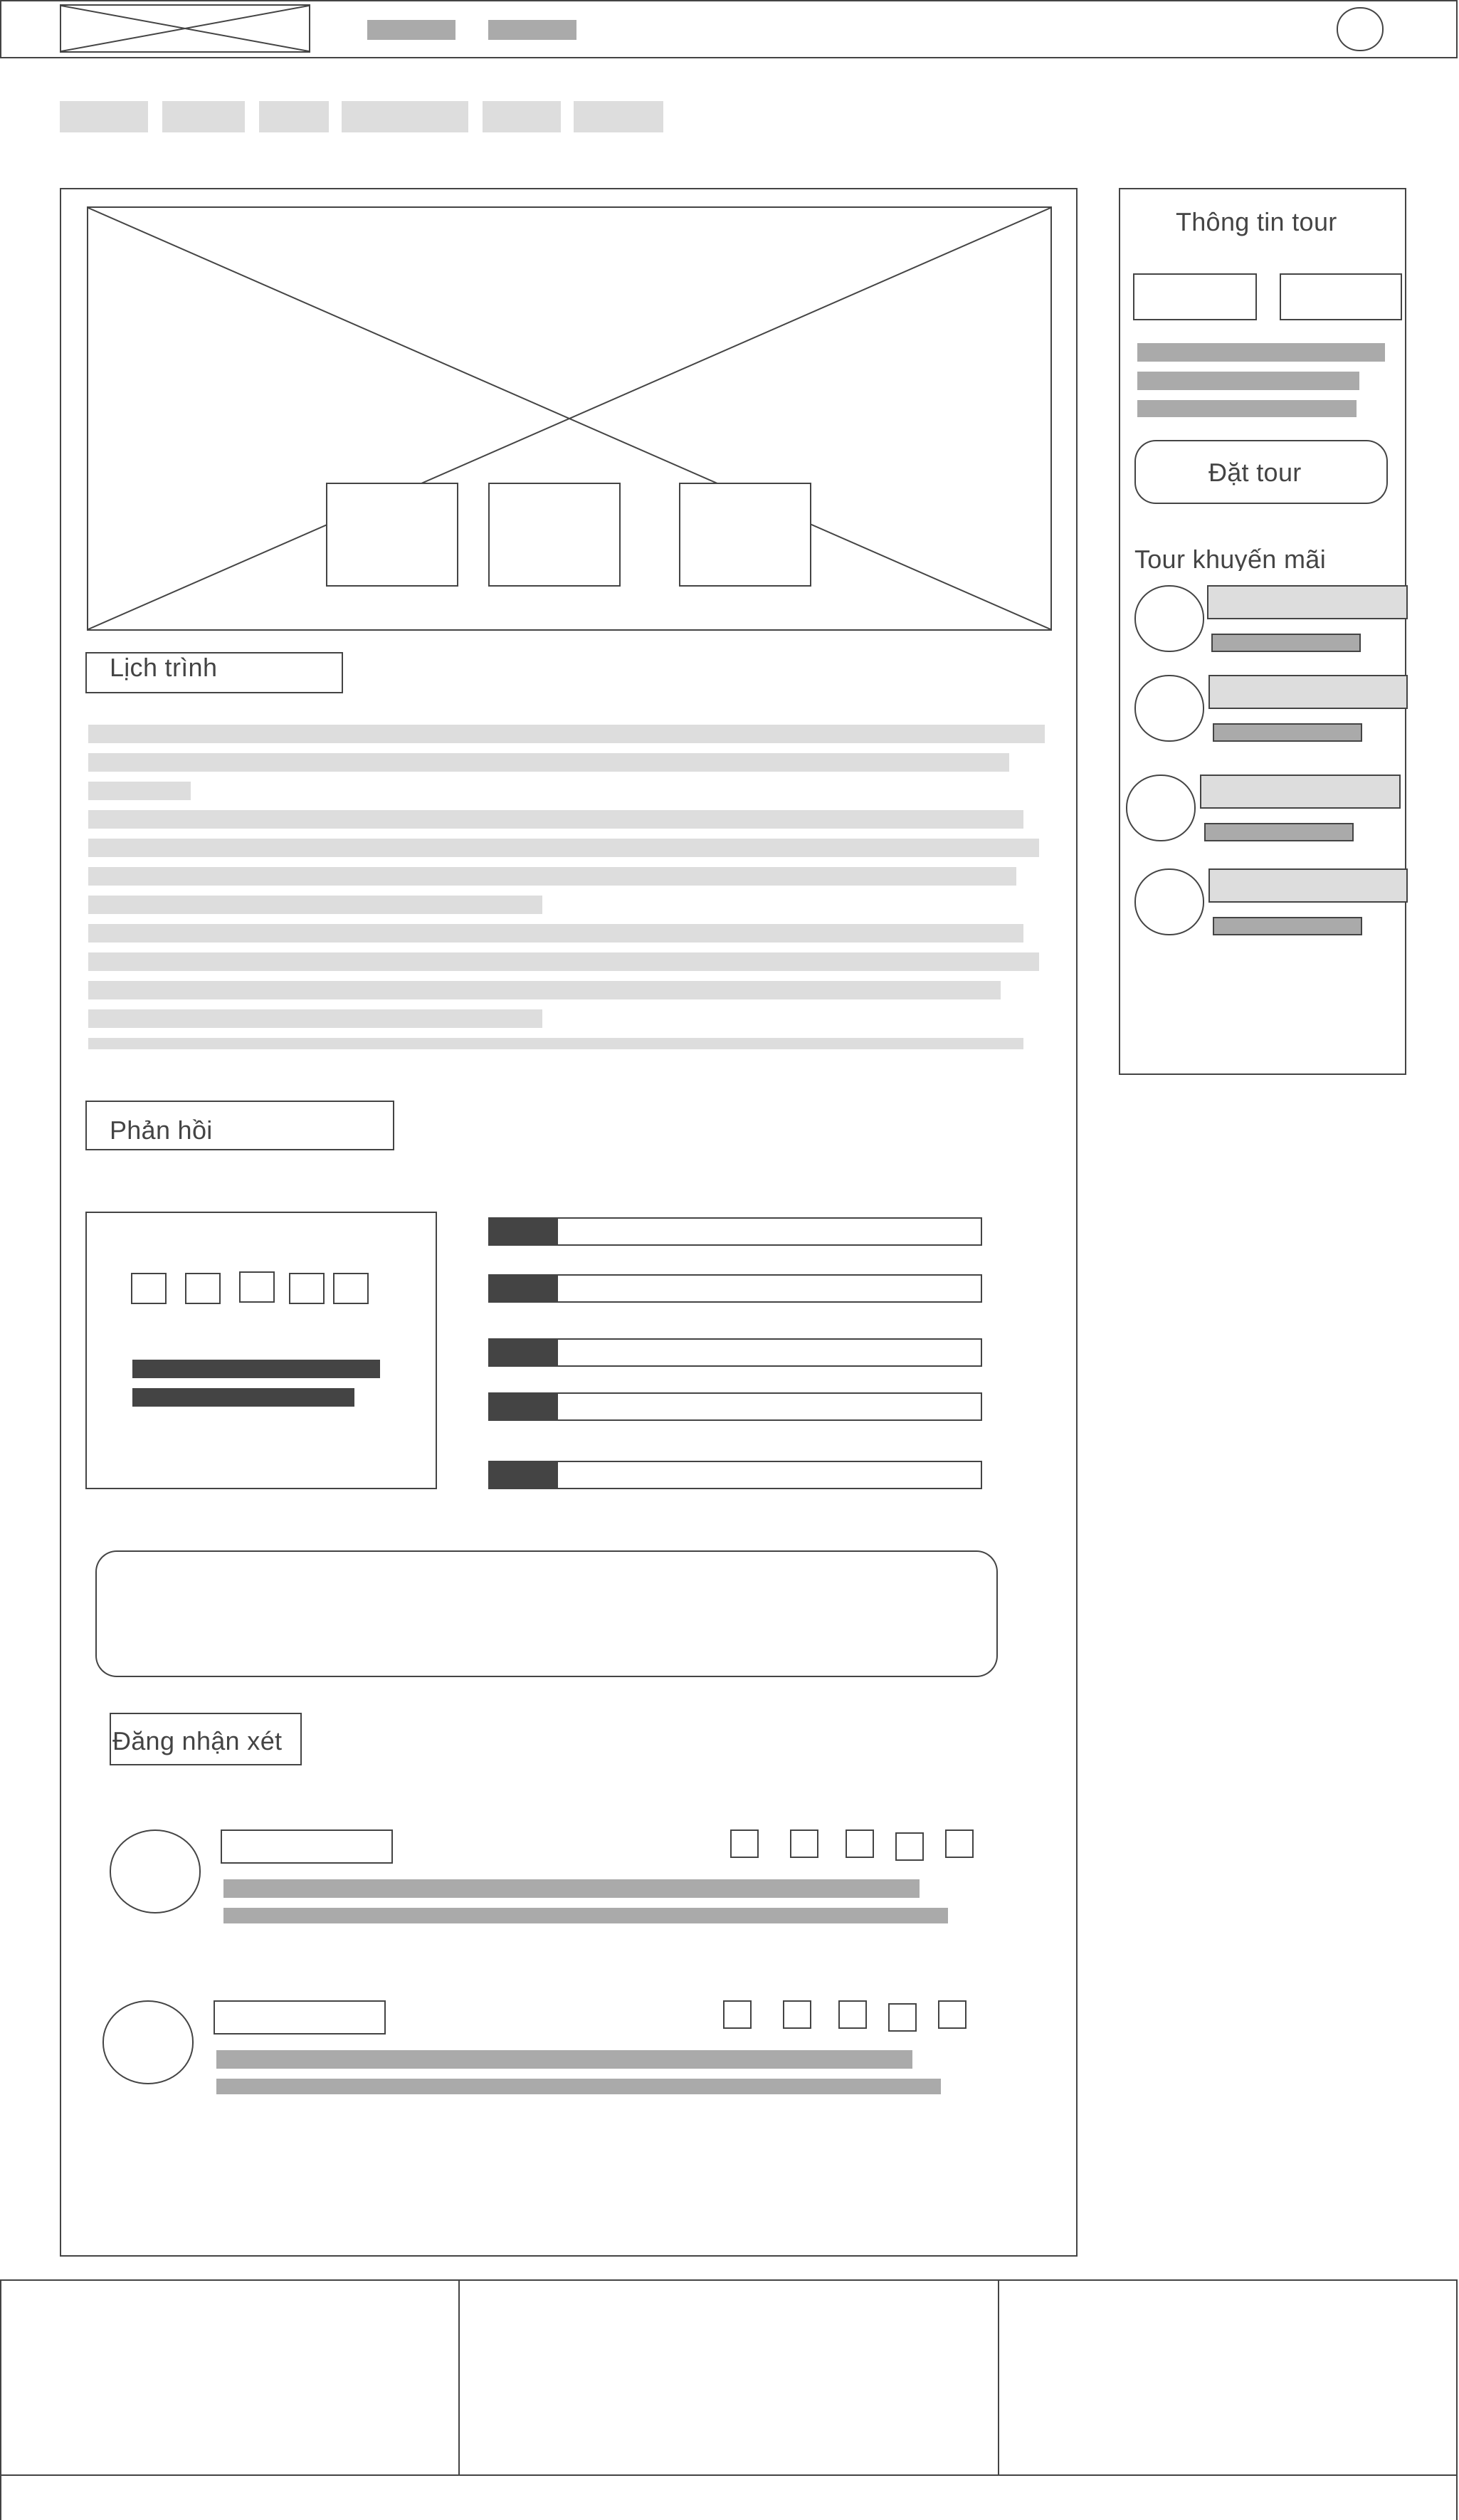 Thông tin tour
Đặt tour
Tour khuyến mãi
Lịch trình
Phản hồi
Đăng nhận xét